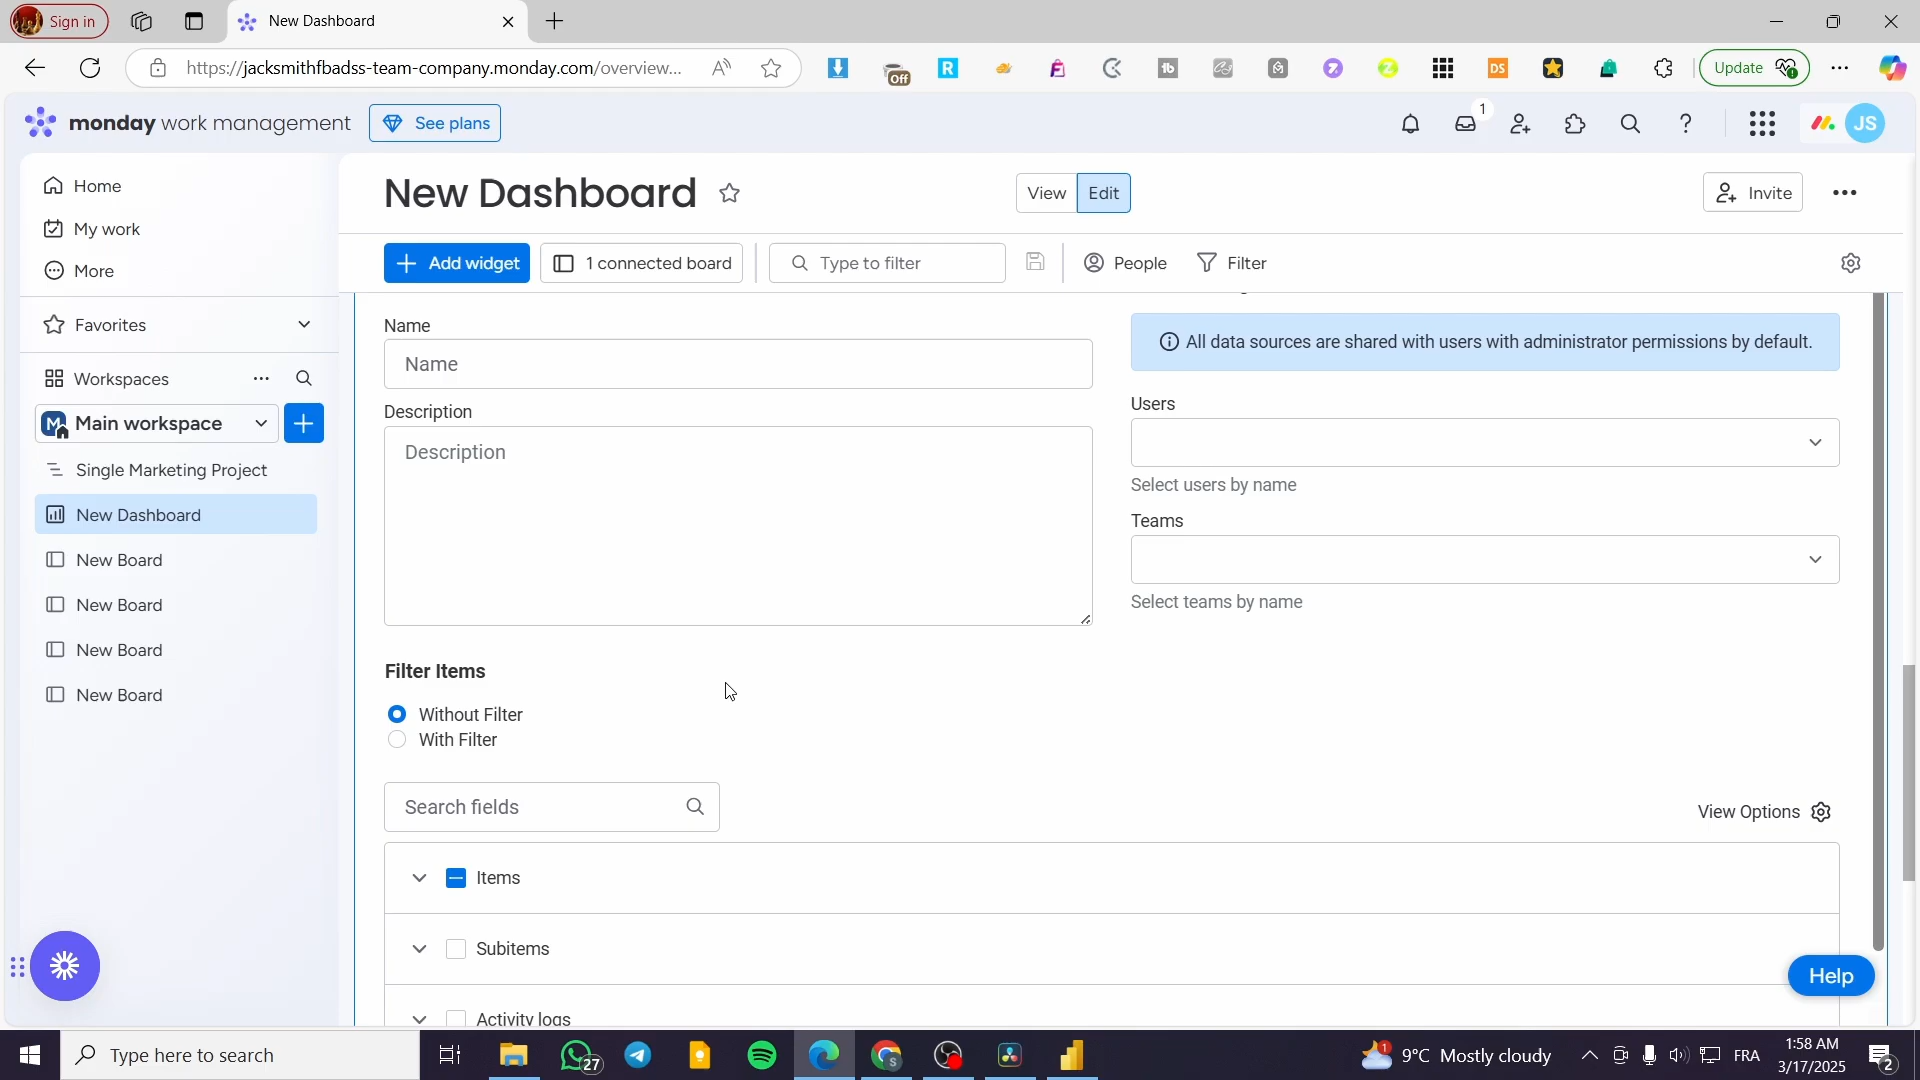 Sign in
New Dashboard
https://jacksmithfbadss-team-company.monday.com/overview...
Off
Update
monday work management
See plans
1
JS
Home
My work
More
Favorites
Workspaces
M Main workspace
Single Marketing Project
New Dashboard
New Board
New Board
New Board
New Board
New Dashboard
View
Edit
Invite
Add widget
1 connected board
Type to filter
People
Filter
Name
Name
Description
Description
All data sources are shared with users with administrator permissions by default.
Users
Select users by name
Teams
Select teams by name
Filter Items
Without Filter
With Filter
Search fields
View Options
Items
Subitems
Activity logs
Help
Type here to search
27
1
9°C Mostly cloudy
FRA
1:58 AM
3/17/2025
2